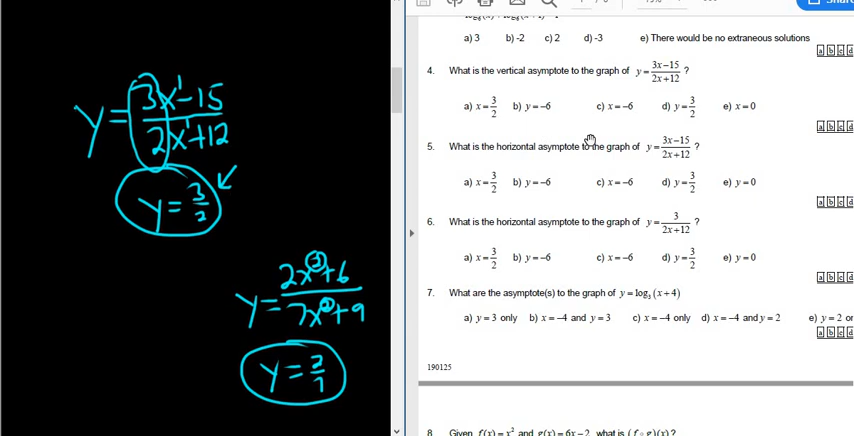 y = 3x¹-15 / 2x¹+12
y = 3/2
y = 2x²+6 / 7x²+9
y = 2/7
a) 3 b) -2 c) 2 d) -3 e) There would be no extraneous solutions
a b c d
4. What is the vertical asymptote to the graph of y = 3x-15 / 2x+12 ?
a) x = 3/2 b) y = -6 c) x = -6 d) y = 3/2 e) x = 0
a b c d
5. What is the horizontal asymptote to the graph of y = 3x-15 / 2x+12 ?
a) x = 3/2 b) y = -6 c) x = -6 d) y = 3/2 e) y = 0
a b c d
6. What is the horizontal asymptote to the graph of y = 3 / 2x+12 ?
a) x = 3/2 b) y = -6 c) x = -6 d) y = 3/2 e) y = 0
a b c d
7. What are the asymptote(s) to the graph of y = log₃(x+4)
a) y = 3 only b) x = -4 and y = 3 c) x = -4 only d) x = -4 and y = 2 e) y = 2 or
a b c d
190125
8. Given f(x) = x² and g(x) = 6x-2, what is (f∘g)(x)?